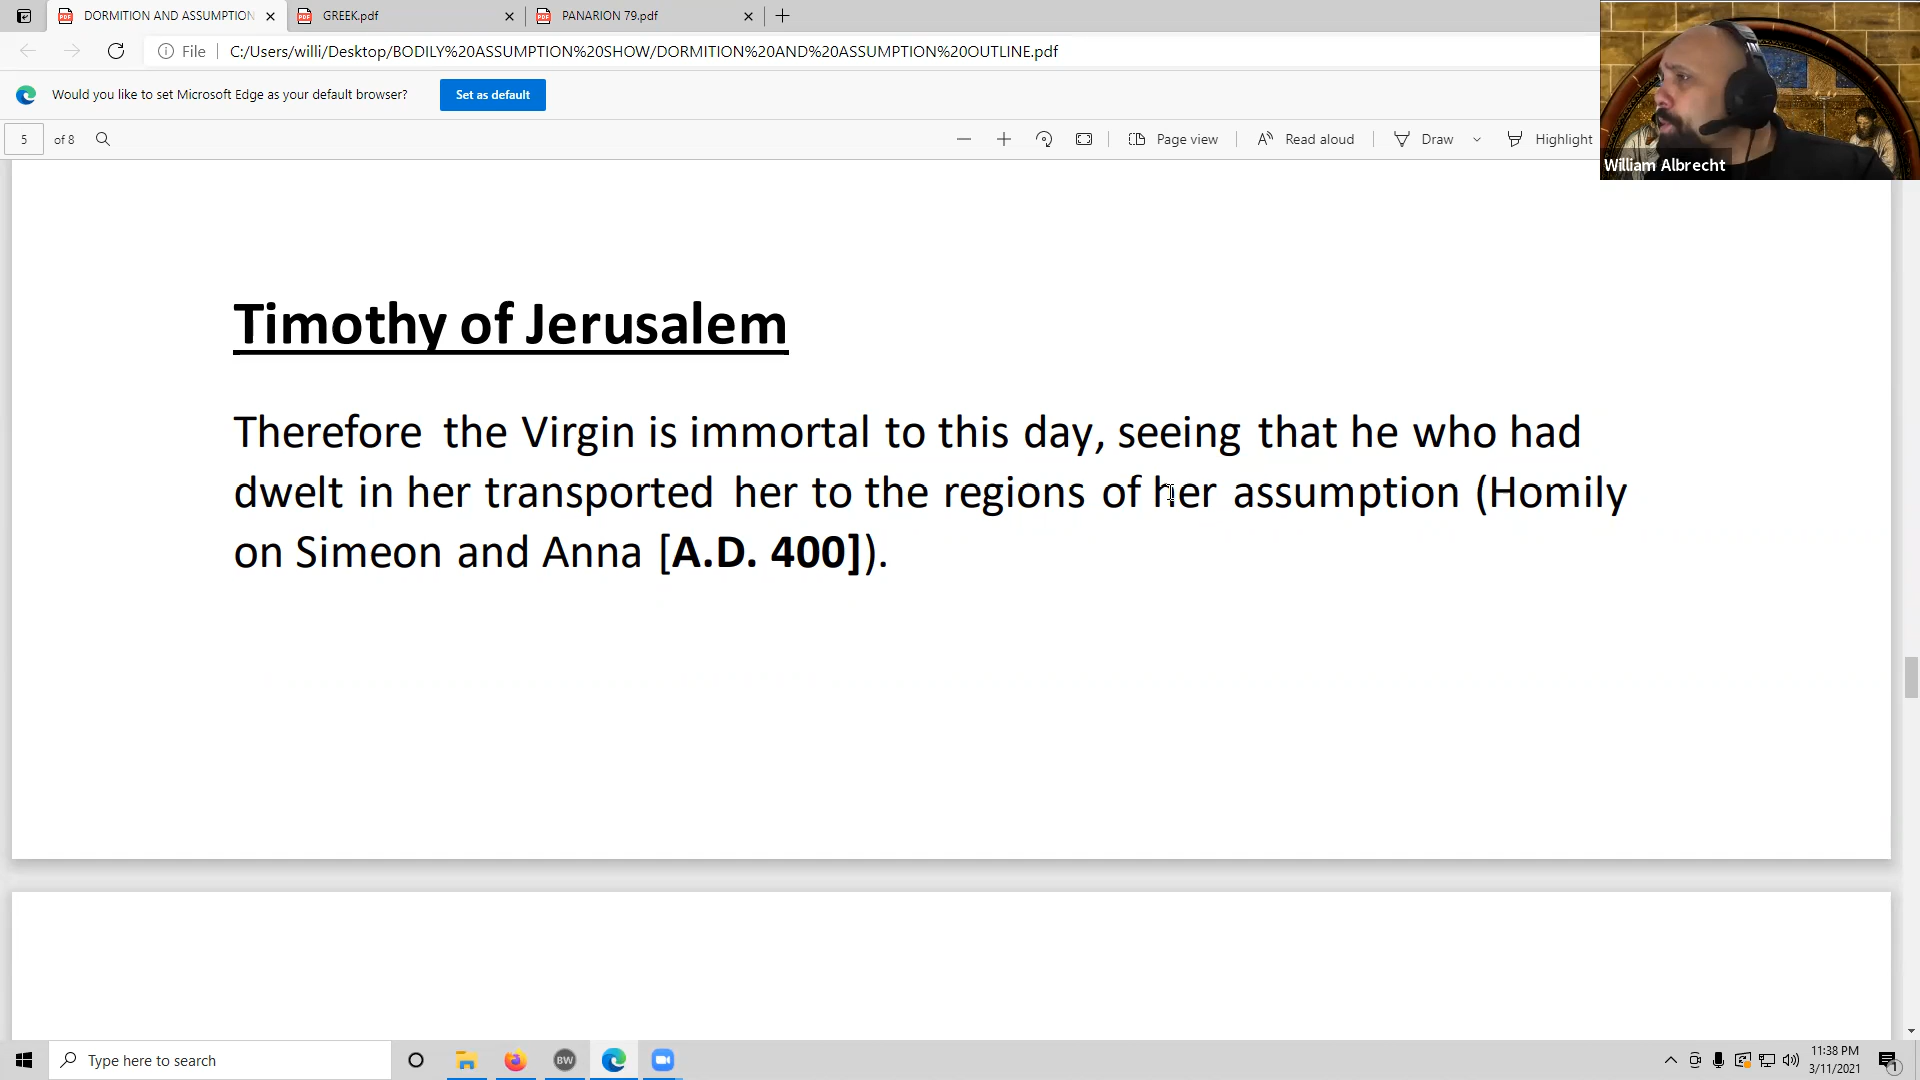 DORMITION AND ASSUMPTION
GREEK.pdf
PANARION 79.pdf
File
C:/Users/willi/Desktop/BODILY%20ASSUMPTION%20SHOW/DORMITION%20AND%20ASSUMPTION%20OUTLINE.pdf
Would you like to set Microsoft Edge as your default browser?
Set as default
5 of 8
Page view
Read aloud
Draw
Highlight
William Albrecht
Timothy of Jerusalem
Therefore the Virgin is immortal to this day, seeing that he who had
dwelt in her transported her to the regions of her assumption (Homily
on Simeon and Anna [A.D. 400]).
Type here to search
BW
11:38 PM
3/11/2021
1